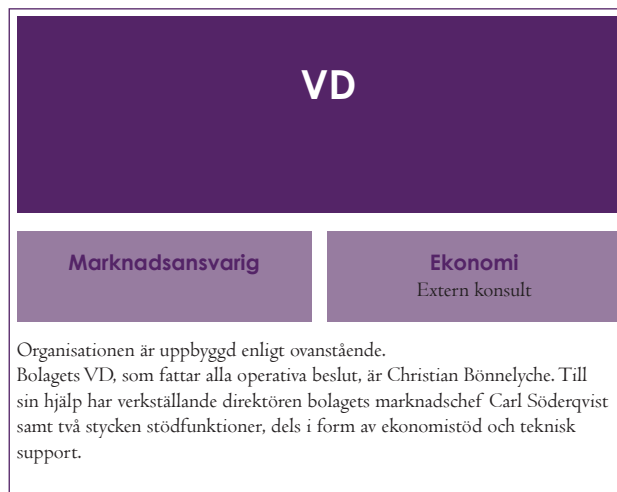 VD
Marknadsansvarig
Ekonomi
Extern konsult
Organisationen är uppbyggd enligt ovanstående.
Bolagets VD, som fattar alla operativa beslut, är Christian Bönnelyche. Till
sin hjälp har verkställande direktören bolagets marknadschef Carl Söderqvist
samt två stycken stödfunktioner, dels i form av ekonomistöd och teknisk
support.